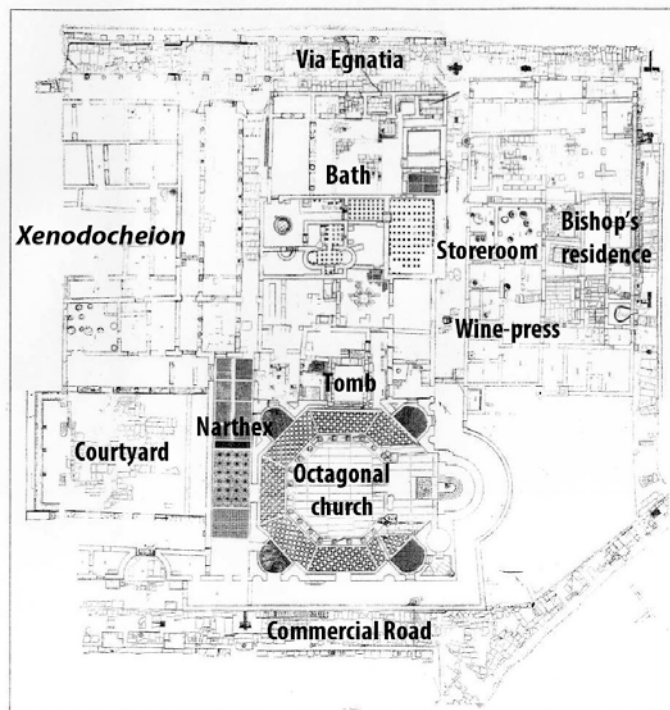 Via Egnatia
Bath
Xenodocheion
Storeroom
Bishop's
residence
Wine-press
Tomb
Narthex
Courtyard
Octagonal
church
Commercial Road